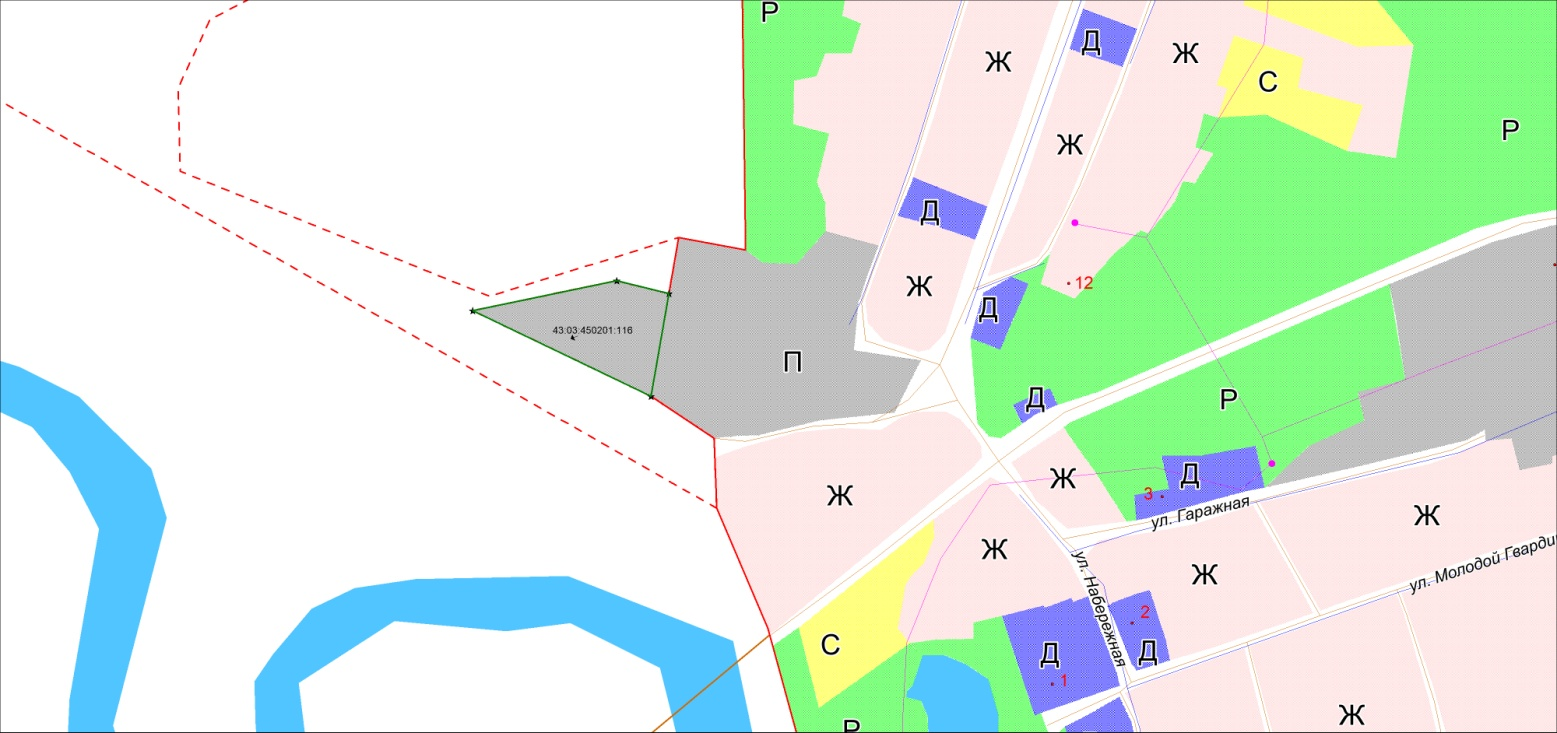 Р
Ж
Д
Ж
С
Р
Ж
Д
Ж
12
Д
43:03:450201:116
П
Д
Р
Ж
Ж
Д
3
ул. Гаражная
Ж
Ж
ул. Набережная
Ж
ул. Молодой Гварди
2
С
Д
Д
1
Р
Ж